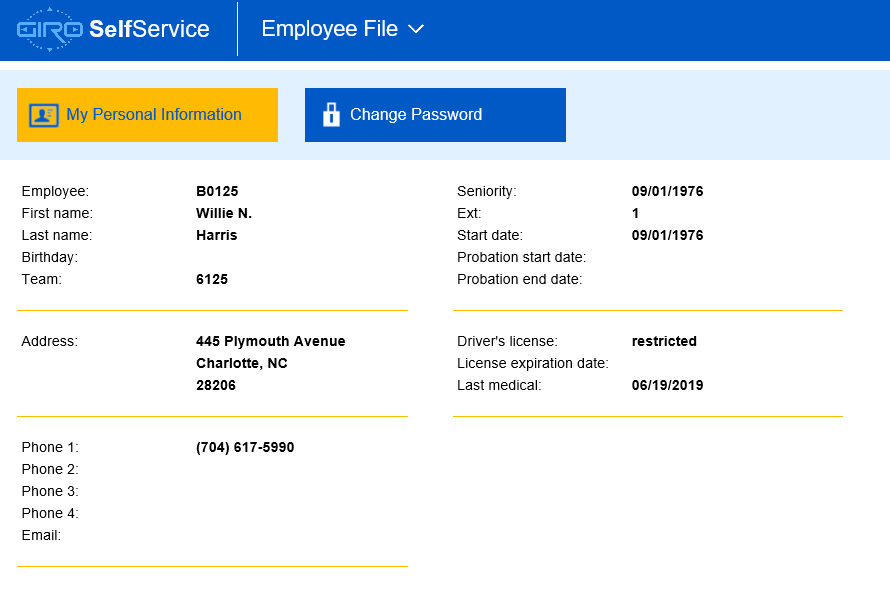 GIRO SelfService Employee File
My Personal Information Change Password
Employee: B0125
First name: Willie N.
Last name: Harris
Birthday:
Team: 6125
Seniority: 09/01/1976
Ext: 1
Start date: 09/01/1976
Probation start date:
Probation end date:
Address: 445 Plymouth Avenue
Charlotte, NC
28206
Driver's license: restricted
License expiration date:
Last medical: 06/19/2019
Phone 1: (704) 617-5990
Phone 2:
Phone 3:
Phone 4:
Email: